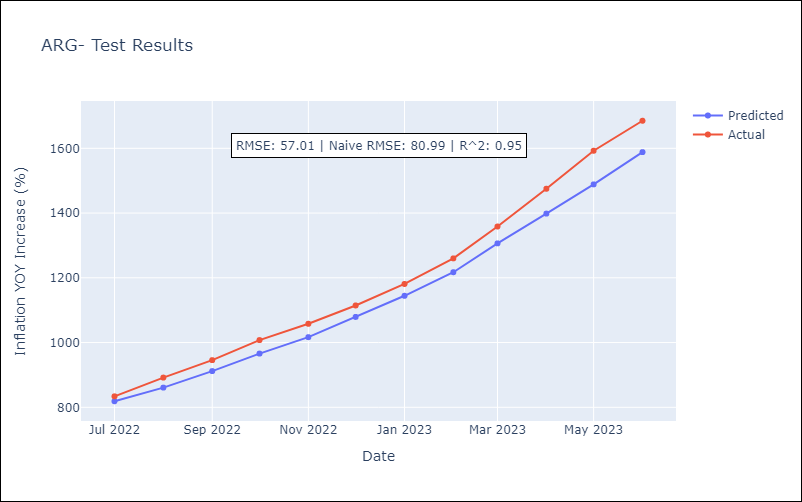 ARG- Test Results
Predicted
Actual
RMSE: 57.01 | Naive RMSE: 80.99 | R^2: 0.95
Inflation YOY Increase (%)
1600
1400
1200
1000
800
Jul 2022 Sep 2022 Nov 2022 Jan 2023 Mar 2023 May 2023
Date